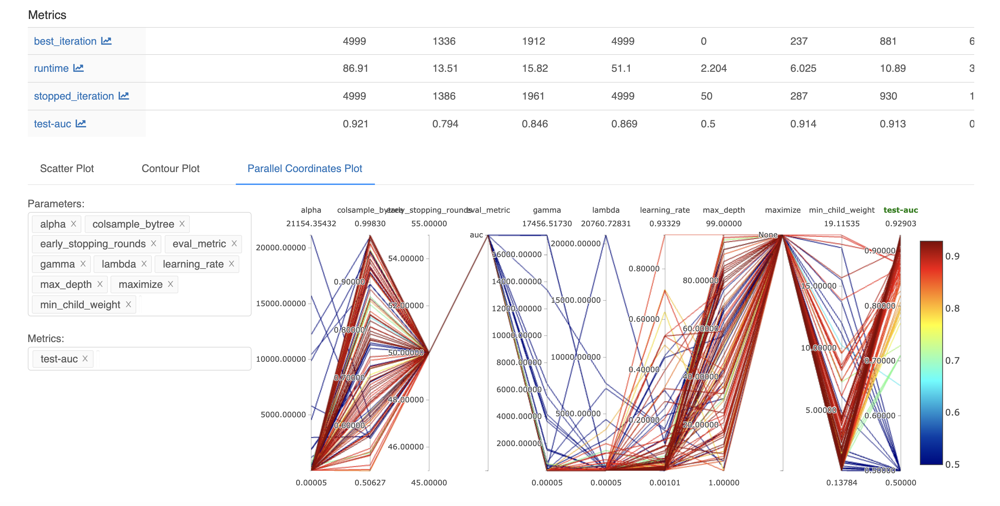 Metrics
best_iteration 4999 1336 1912 4999 0 237 881 6
runtime 86.91 13.51 15.82 51.1 2.204 6.025 10.89 3
stopped_iteration 4999 1386 1961 4999 50 287 930 1
test-auc 0.921 0.794 0.846 0.869 0.5 0.914 0.913 0
Scatter Plot Contour Plot Parallel Coordinates Plot
Parameters:
alpha X colsample_bytree X
early_stopping_rounds X eval_metric X
gamma X lambda X learning_rate X
max_depth X maximize X
min_child_weight X
Metrics:
test-auc X
alpha colsample_bytree early_stopping_rounds eval_metric gamma lambda learning_rate max_depth maximize min_child_weight test-auc
21154.35432 0.99830 55.00000 17456.51730 20760.72831 0.93329 99.00000 19.11535 0.92903
20000.00000
15000.00000
10000.00000
5000.00000
0.90000
0.80000
0.70000
0.60000
54.00000
52.00000
50.00000
48.00000
46.00000
auc
16000.00000
14000.00000
12000.00000
10000.00000
8000.00000
6000.00000
4000.00000
2000.00000
20000.00000
15000.00000
10000.00000
5000.00000
0.80000
0.60000
0.40000
0.20000
80.00000
60.00000
40.00000
20.00000
None
15.00000
10.00000
5.00000
0.90000
0.80000
0.70000
0.60000
0.50000
0.00005 0.50627 45.00000 0.00005 0.00005 0.00101 1.00000 0.13784 0.50000
0.9
0.8
0.7
0.6
0.5